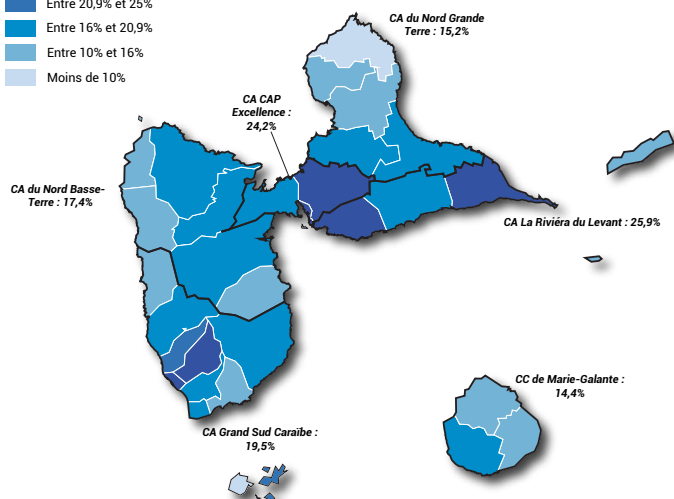 Entre 20,9% et 25%
Entre 16% et 20,9%
Entre 10% et 16%
Moins de 10%
CA du Nord Grande
Terre : 15,2%
CA CAP
Excellence :
24,2%
CA du Nord Basse-
Terre : 17,4%
CA La Riviéra du Levant : 25,9%
CC de Marie-Galante :
14,4%
CA Grand Sud Caraïbe :
19,5%